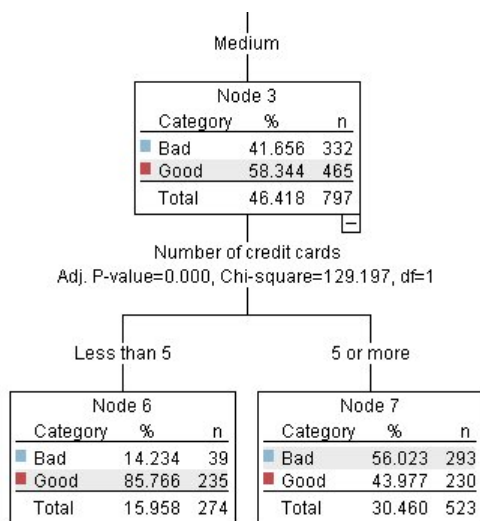 Medium
Node 3
Category % n
Bad 41.656 332
Good 58.344 465
Total 46.418 797
Number of credit cards
Adj. P-value=0.000, Chi-square=129.197, df=1
Less than 5
5 or more
Node 6
Category % n
Bad 14.234 39
Good 85.766 235
Total 15.958 274
Node 7
Category % n
Bad 56.023 293
Good 43.977 230
Total 30.460 523